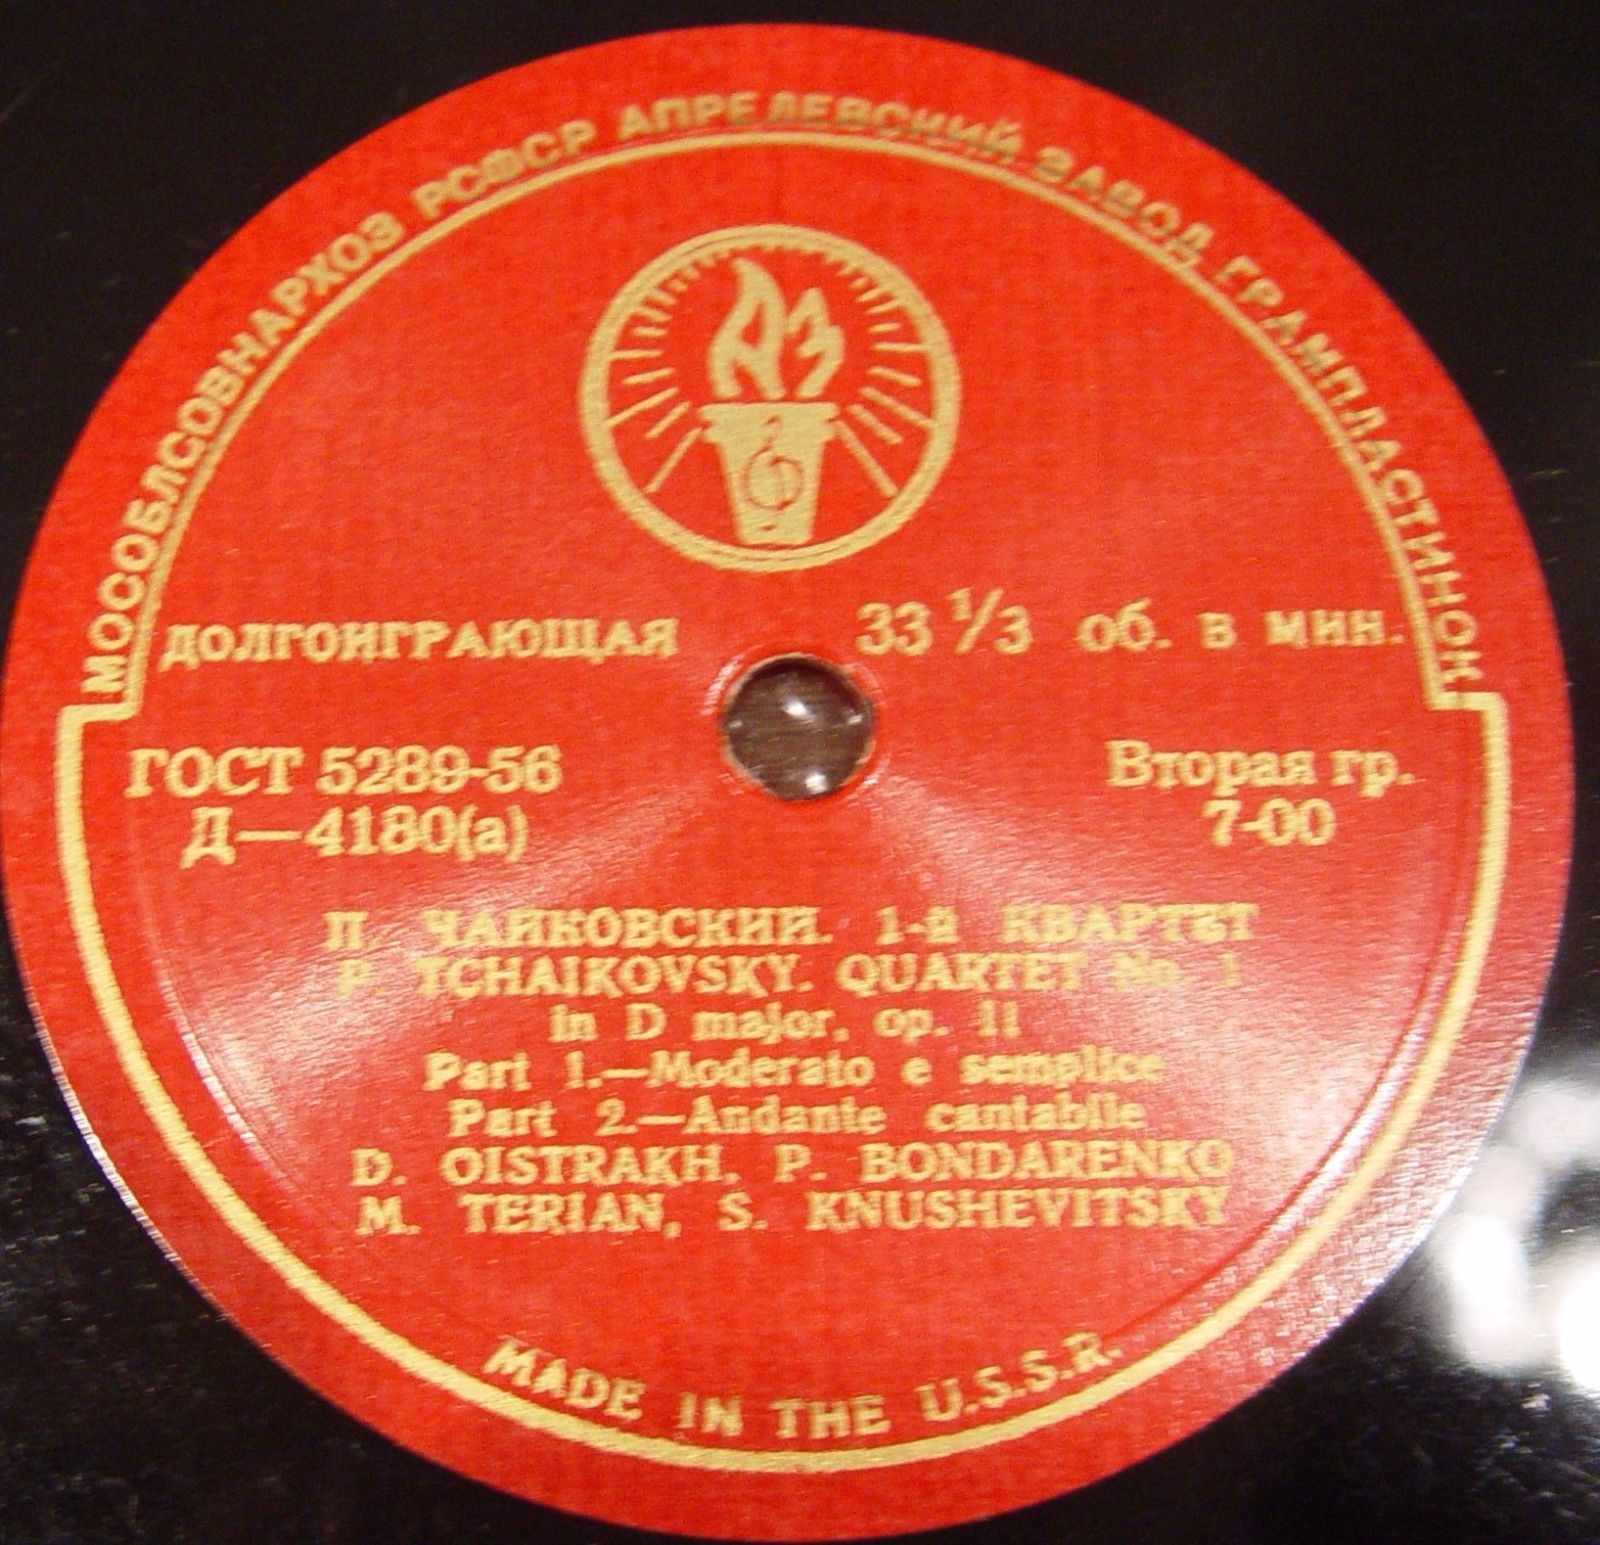 МОСОБЛСОВНАРХОЗ РСФСР АПРЕЛЕВСКИЙ ЗАВОД ГРАМПЛАСТИНОК
АЗ
ДОЛГОИГРАЮЩАЯ 33 1/3 об. в мин.
ГОСТ 5289-56 Вторая гр.
Д—4180(а) 7-00
П. ЧАЙКОВСКИЙ. 1-й КВАРТЕТ
P. TCHAIKOVSKY. QUARTET No. 1
in D major, op. 11
Part 1.—Moderato e semplice
Part 2.—Andante cantabile
D. OISTRAKH, P. BONDARENKO
M. TERIAN, S. KNUSHEVITSKY
MADE IN THE U.S.S.R.